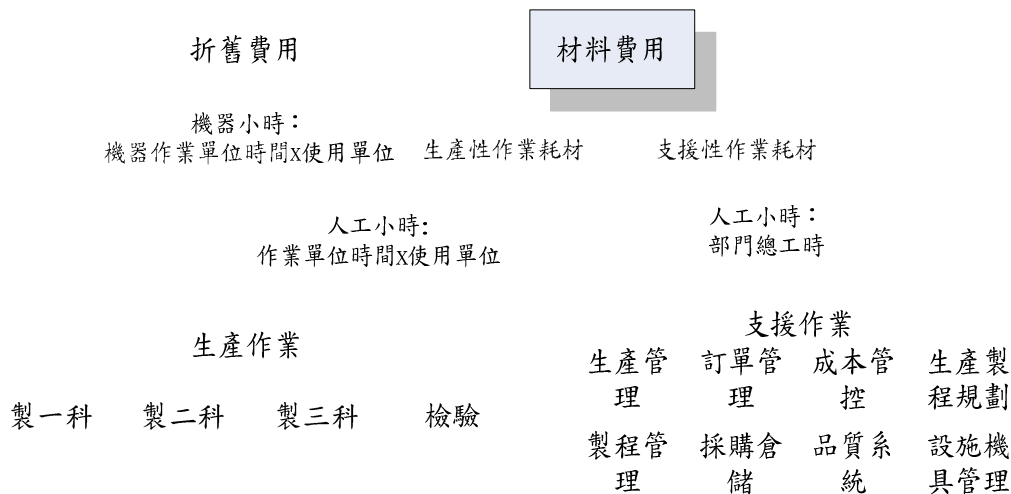 折舊費用
材料費用
機器小時：
機器作業單位時間x使用單位
生產性作業耗材
支援性作業耗材
人工小時:
作業單位時間x使用單位
人工小時：
部門總工時
生產作業
支援作業
製一科
製二科
製三科
檢驗
生產管
理
訂單管
理
成本管
控
生產製
程規劃
製程管
理
採購倉
儲
品質系
統
設施機
具管理